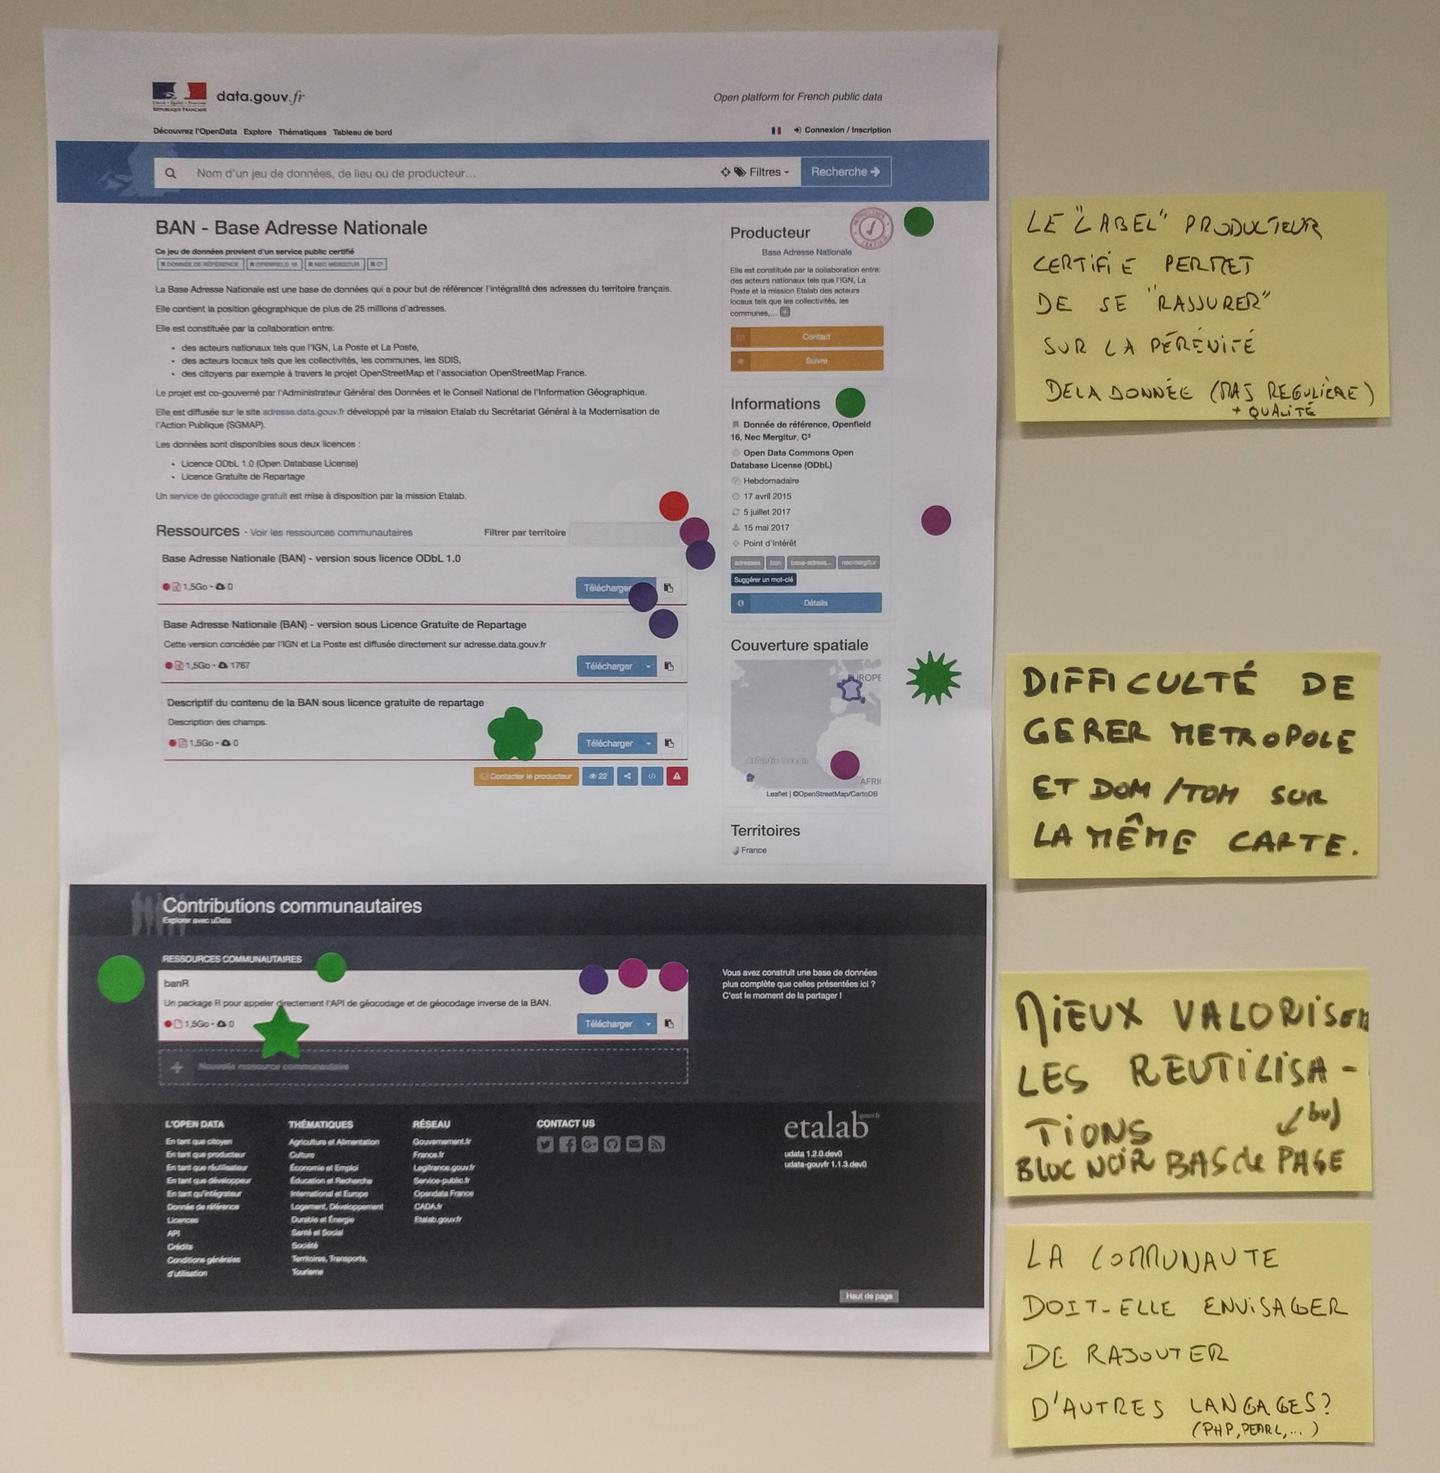 data.gouv.fr
Open platform for French public data
Découvrez l'OpenData Explore Thématiques Tableau de bord
Connexion / Inscription
Nom d'un jeu de données, de lieu ou de producteur...
Filtres
Recherche
BAN - Base Adresse Nationale
Ce jeu de données provient d'un service public certifié
DONNÉE DE RÉFÉRENCE OPENFIELD 16 NEC MERGITUR C³
La Base Adresse Nationale est une base de données qui a pour but de référencer l'intégralité des adresses du territoire français.
Elle contient la position géographique de plus de 25 millions d'adresses.
Elle est constituée par la collaboration entre:
• des acteurs nationaux tels que l'IGN, La Poste et La Poste,
• des acteurs locaux tels que les collectivités, les communes, les SDIS,
• des citoyens par exemple à travers le projet OpenStreetMap et l'association OpenStreetMap France.
Le projet est co-gouverné par l'Administrateur Général des Données et le Conseil National de l'Information Géographique.
Elle est diffusée sur le site adresse.data.gouv.fr développé par la mission Etalab du Secrétariat Général à la Modernisation de
l'Action Publique (SGMAP).
Les données sont disponibles sous deux licences :
• Licence ODbL 1.0 (Open Database License)
• Licence Gratuite de Repartage
Un service de géocodage gratuit est mise à disposition par la mission Etalab.
Ressources - Voir les ressources communautaires
Filtrer par territoire
Base Adresse Nationale (BAN) - version sous licence ODbL 1.0
1,5Go - 0
Télécharger
Base Adresse Nationale (BAN) - version sous Licence Gratuite de Repartage
Cette version concédée par l'IGN et La Poste est diffusée directement sur adresse.data.gouv.fr
1,5Go - 1767
Télécharger
Descriptif du contenu de la BAN sous licence gratuite de repartage
Description des champs.
1,5Go - 0
Télécharger
Contacter le producteur
22
Producteur
Base Adresse Nationale
Elle est constituée par la collaboration entre:
des acteurs nationaux tels que l'IGN, La
Poste et la mission Etalab des acteurs
locaux tels que les collectivités, les
communes,...
Contact
Suivre
Informations
Donnée de référence, Openfield
16, Nec Mergitur, C³
Open Data Commons Open
Database License (ODbL)
Hebdomadaire
17 avril 2015
5 juillet 2017
15 mai 2017
Point d'Intérêt
adresses ban base-adress... necmergitur
Suggérer un mot-clé
Détails
Couverture spatiale
Atlantic Ocean
Leaflet | ©OpenStreetMap/CartoDB
Territoires
France
Contributions communautaires
Explorer avec uData
RESSOURCES COMMUNAUTAIRES
banR
Un package R pour appeler directement l'API de géocodage et de géocodage inverse de la BAN.
1,5Go - 0
Télécharger
Nouvelle ressource communautaire
Vous avez construit une base de données
plus complète que celles présentées ici ?
C'est le moment de la partager !
L'OPEN DATA
En tant que citoyen
En tant que producteur
En tant que réutilisateur
En tant que développeur
En tant qu'intégrateur
Donnée de référence
Licences
API
Crédits
Conditions générales
d'utilisation
THÉMATIQUES
Agriculture et Alimentation
Culture
Économie et Emploi
Éducation et Recherche
International et Europe
Logement, Développement
Durable et Énergie
Santé et Social
Société
Territoires, Transports,
Tourisme
RÉSEAU
Gouvernement.fr
France.fr
Legifrance.gouv.fr
Service-public.fr
Opendata France
CADA.fr
Etalab.gouv.fr
CONTACT US
etalab
udata 1.2.0.dev0
udata-gouvfr 1.1.3.dev0
Haut de page
LE "LABEL" PRODUCTEUR
CERTIFIE PERMET
DE SE "RASSURER"
SUR LA PÉRÉNITÉ
DE LA DONNÉE (MAJ REGULIÈRE)
+ QUALITÉ
DIFFICULTÉ DE
GERER METROPOLE
ET DOM/TOM SUR
LA MÊME CARTE.
MIEUX VALORISER
LES REUTILISA-
TIONS
BLOC NOIR BAS de PAGE
LA COMMUNAUTE
DOIT-ELLE ENVISAGER
DE RAJOUTER
D'AUTRES LANGAGES?
(PHP, PEARL,...)